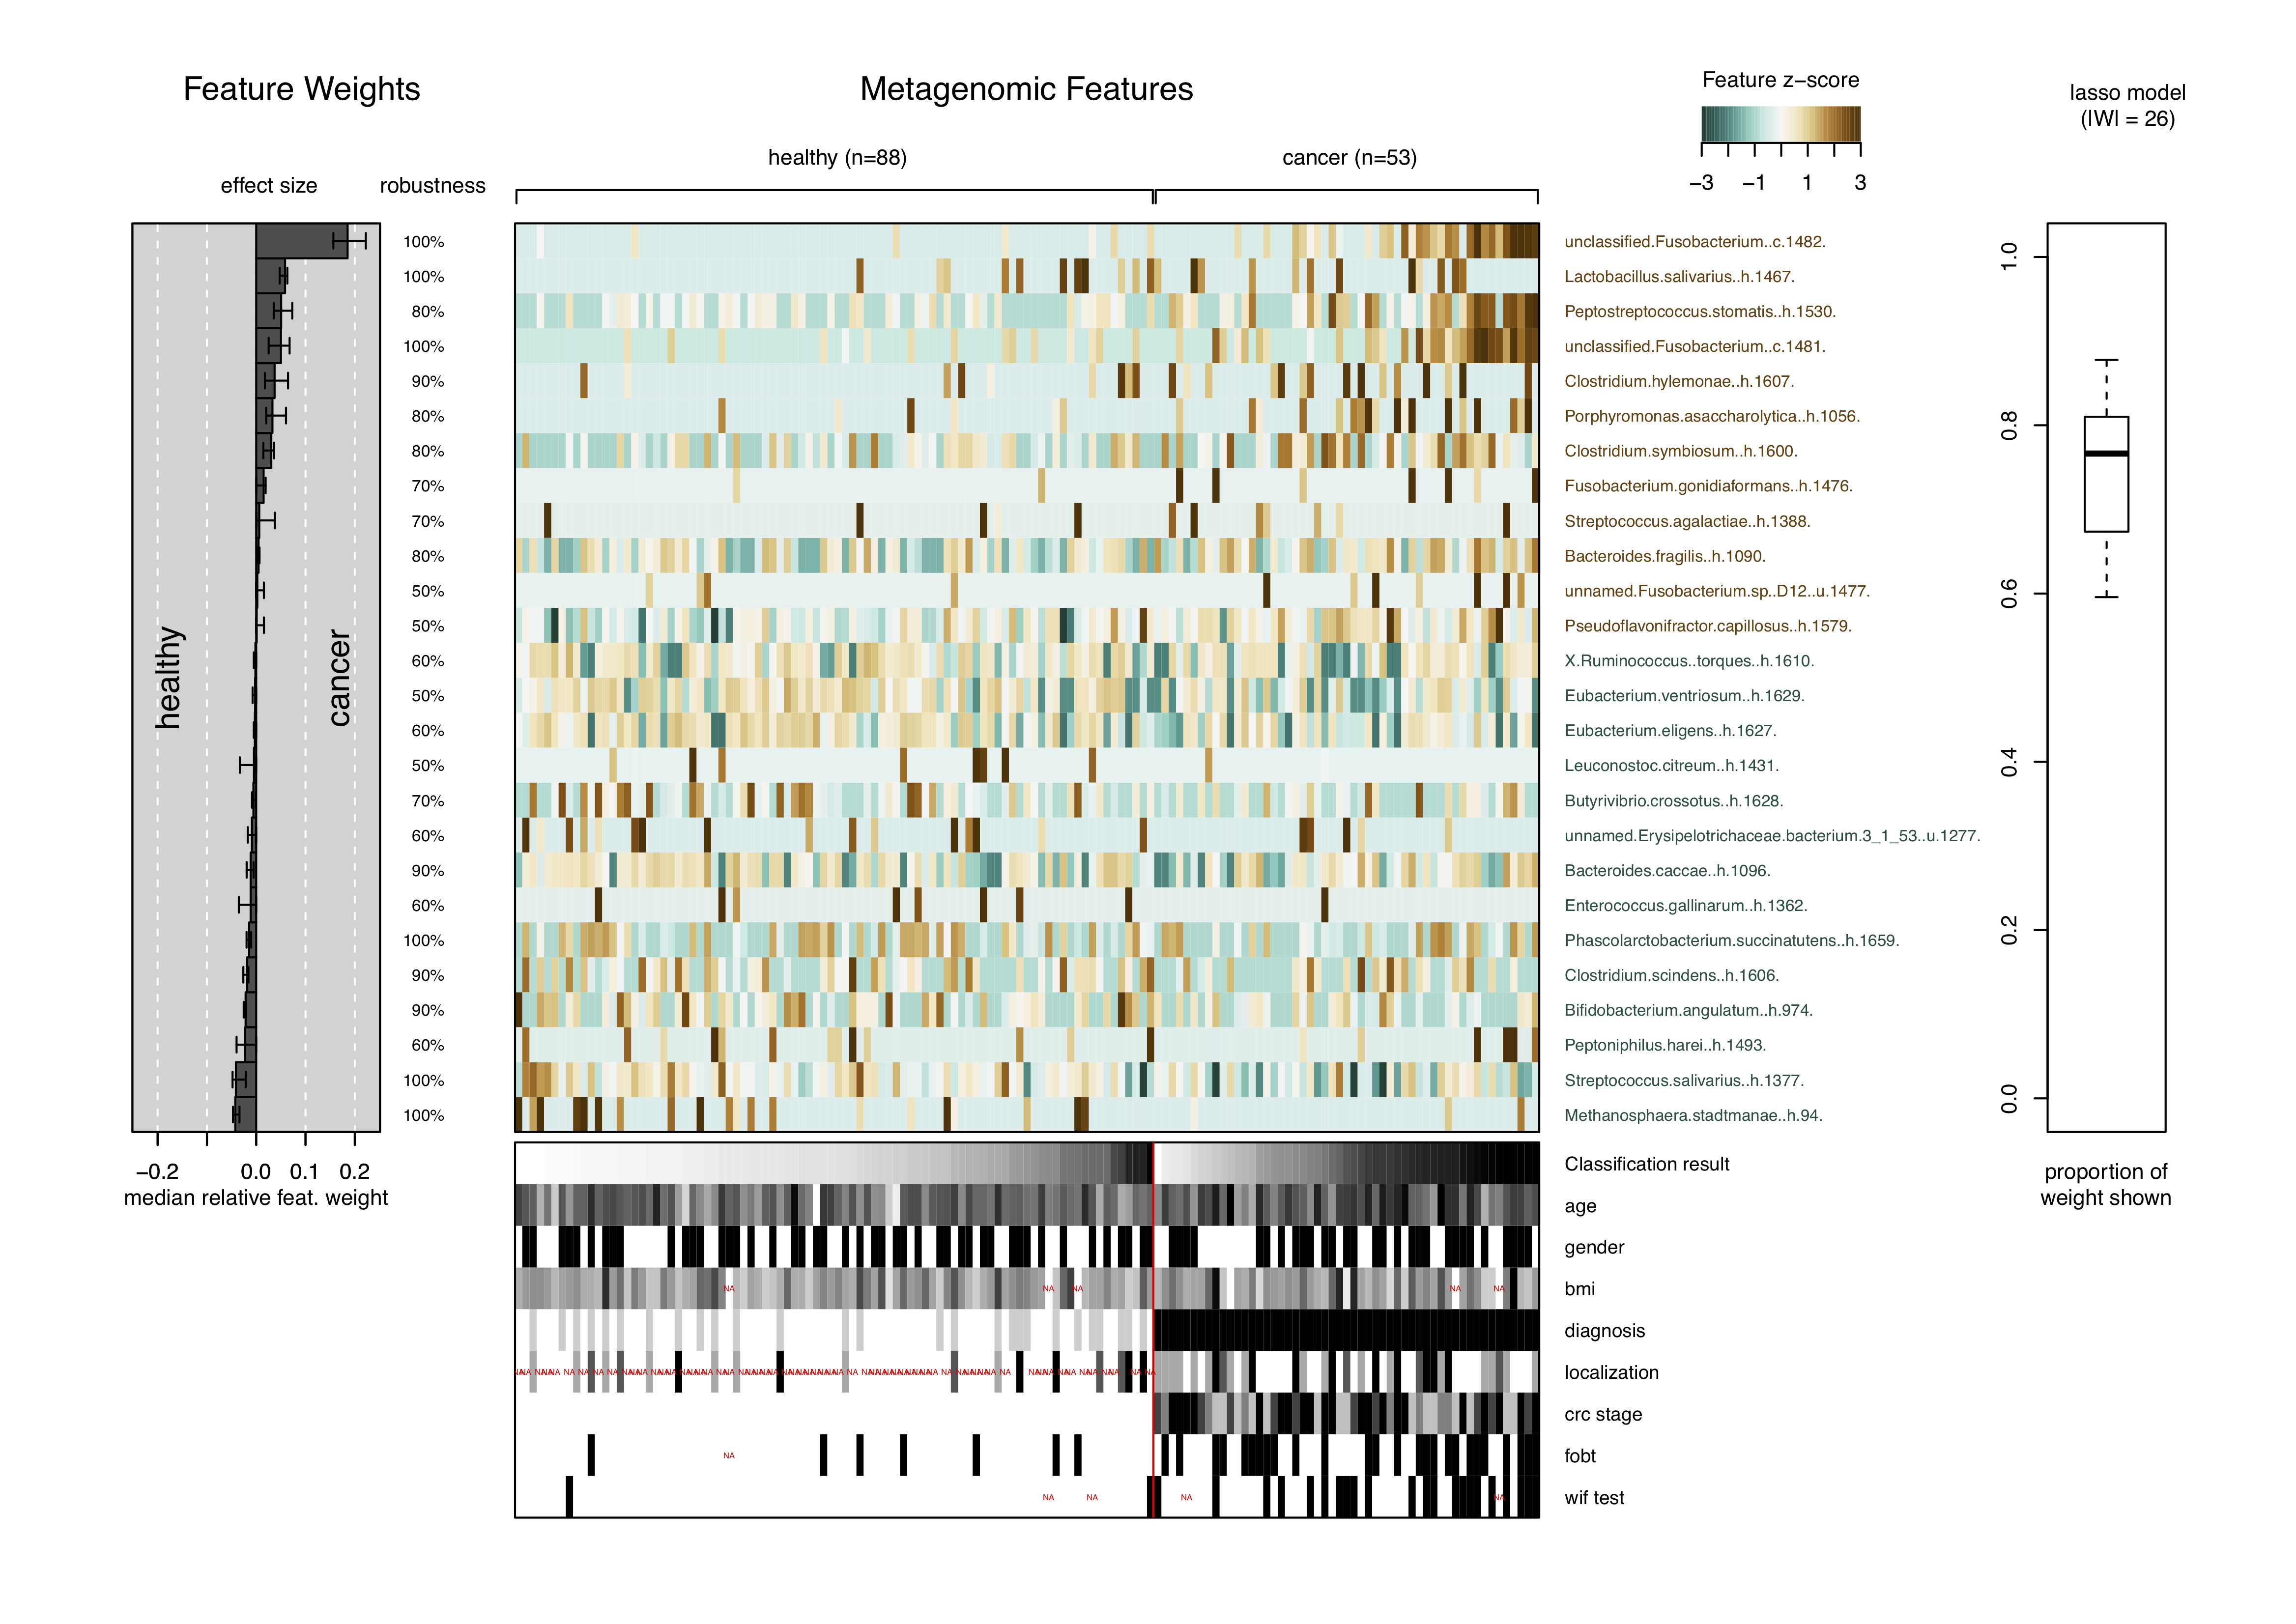 Feature Weights
Metagenomic Features
Feature z−score
−3 −1 1 3
lasso model
(|W| = 26)
healthy (n=88)
cancer (n=53)
effect size
robustness
100%
100%
80%
100%
90%
80%
80%
70%
70%
80%
50%
50%
60%
50%
60%
50%
70%
60%
90%
60%
100%
90%
90%
60%
100%
100%
healthy
cancer
−0.2 0.0 0.1 0.2
median relative feat. weight
unclassified.Fusobacterium..c.1482.
Lactobacillus.salivarius..h.1467.
Peptostreptococcus.stomatis..h.1530.
unclassified.Fusobacterium..c.1481.
Clostridium.hylemonae..h.1607.
Porphyromonas.asaccharolytica..h.1056.
Clostridium.symbiosum..h.1600.
Fusobacterium.gonidiaformans..h.1476.
Streptococcus.agalactiae..h.1388.
Bacteroides.fragilis..h.1090.
unnamed.Fusobacterium.sp..D12..u.1477.
Pseudoflavonifractor.capillosus..h.1579.
X.Ruminococcus..torques..h.1610.
Eubacterium.ventriosum..h.1629.
Eubacterium.eligens..h.1627.
Leuconostoc.citreum..h.1431.
Butyrivibrio.crossotus..h.1628.
unnamed.Erysipelotrichaceae.bacterium.3_1_53..u.1277.
Bacteroides.caccae..h.1096.
Enterococcus.gallinarum..h.1362.
Phascolarctobacterium.succinatutens..h.1659.
Clostridium.scindens..h.1606.
Bifidobacterium.angulatum..h.974.
Peptoniphilus.harei..h.1493.
Streptococcus.salivarius..h.1377.
Methanosphaera.stadtmanae..h.94.
1.0
0.8
0.6
0.4
0.2
0.0
proportion of
weight shown
Classification result
age
gender
NA NA NA NA NA bmi
diagnosis
localization
crc stage
NA fobt
NA NA NA NA wif test